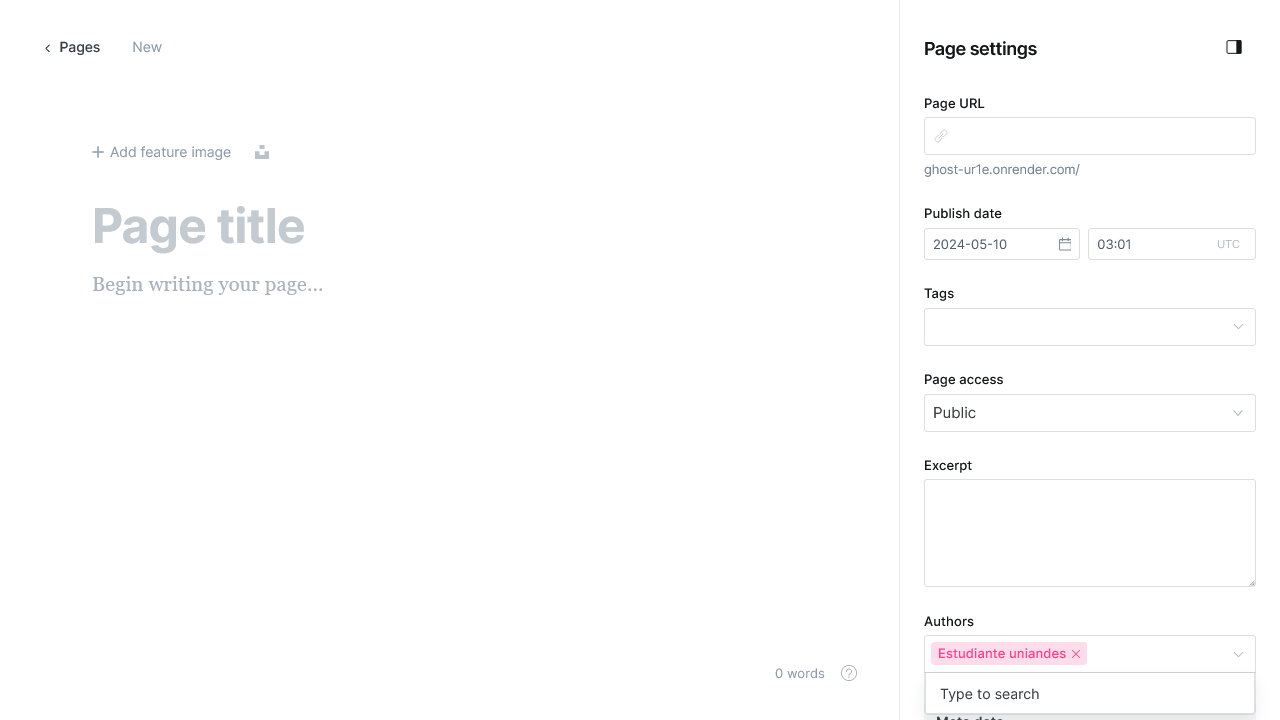 Pages
New
Add feature image
Page title
Begin writing your page...
0 words
?
Page settings
Page URL
ghost-ur1e.onrender.com/
Publish date
2024-05-10
03:01 UTC
Tags
Page access
Public
Excerpt
Authors
Estudiante uniandes
Type to search
Meta data